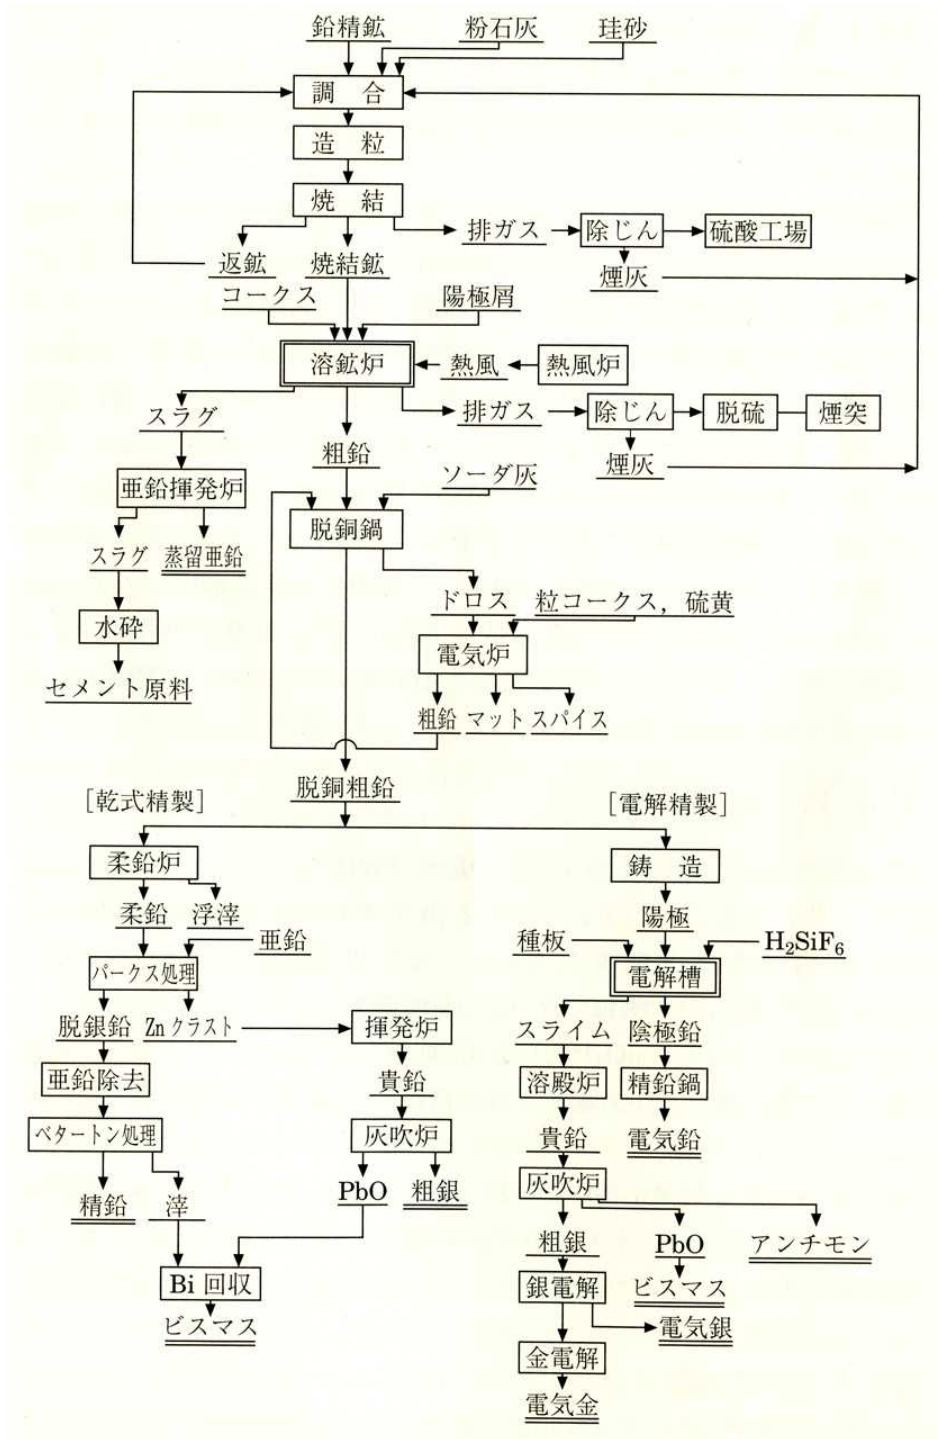 鉛精鉱 粉石灰 珪砂
調 合
造 粒
焼 結
排ガス 除じん 硫酸工場
返鉱 焼結鉱 煙灰
コークス 陽極屑
溶鉱炉 熱風 熱風炉
スラグ 排ガス 除じん 脱硫 煙突
粗鉛 煙灰
亜鉛揮発炉 ソーダ灰
脱銅鍋
スラグ 蒸留亜鉛
ドロス 粒コークス，硫黄
水砕 電気炉
セメント原料
粗鉛 マット スパイス
脱銅粗鉛
［乾式精製］ ［電解精製］
柔鉛炉 鋳 造
柔鉛 浮滓 陽極
亜鉛 種板 H₂SiF₆
パークス処理 電解槽
脱銀鉛 Znクラスト 揮発炉 スライム 陰極鉛
亜鉛除去 貴鉛 溶殿炉 精鉛鍋
ベタートン処理 灰吹炉 貴鉛 電気鉛
灰吹炉
精鉛 滓 PbO 粗銀
粗銀 PbO アンチモン
Bi 回収 銀電解 ビスマス
ビスマス 電気銀
金電解
電気金